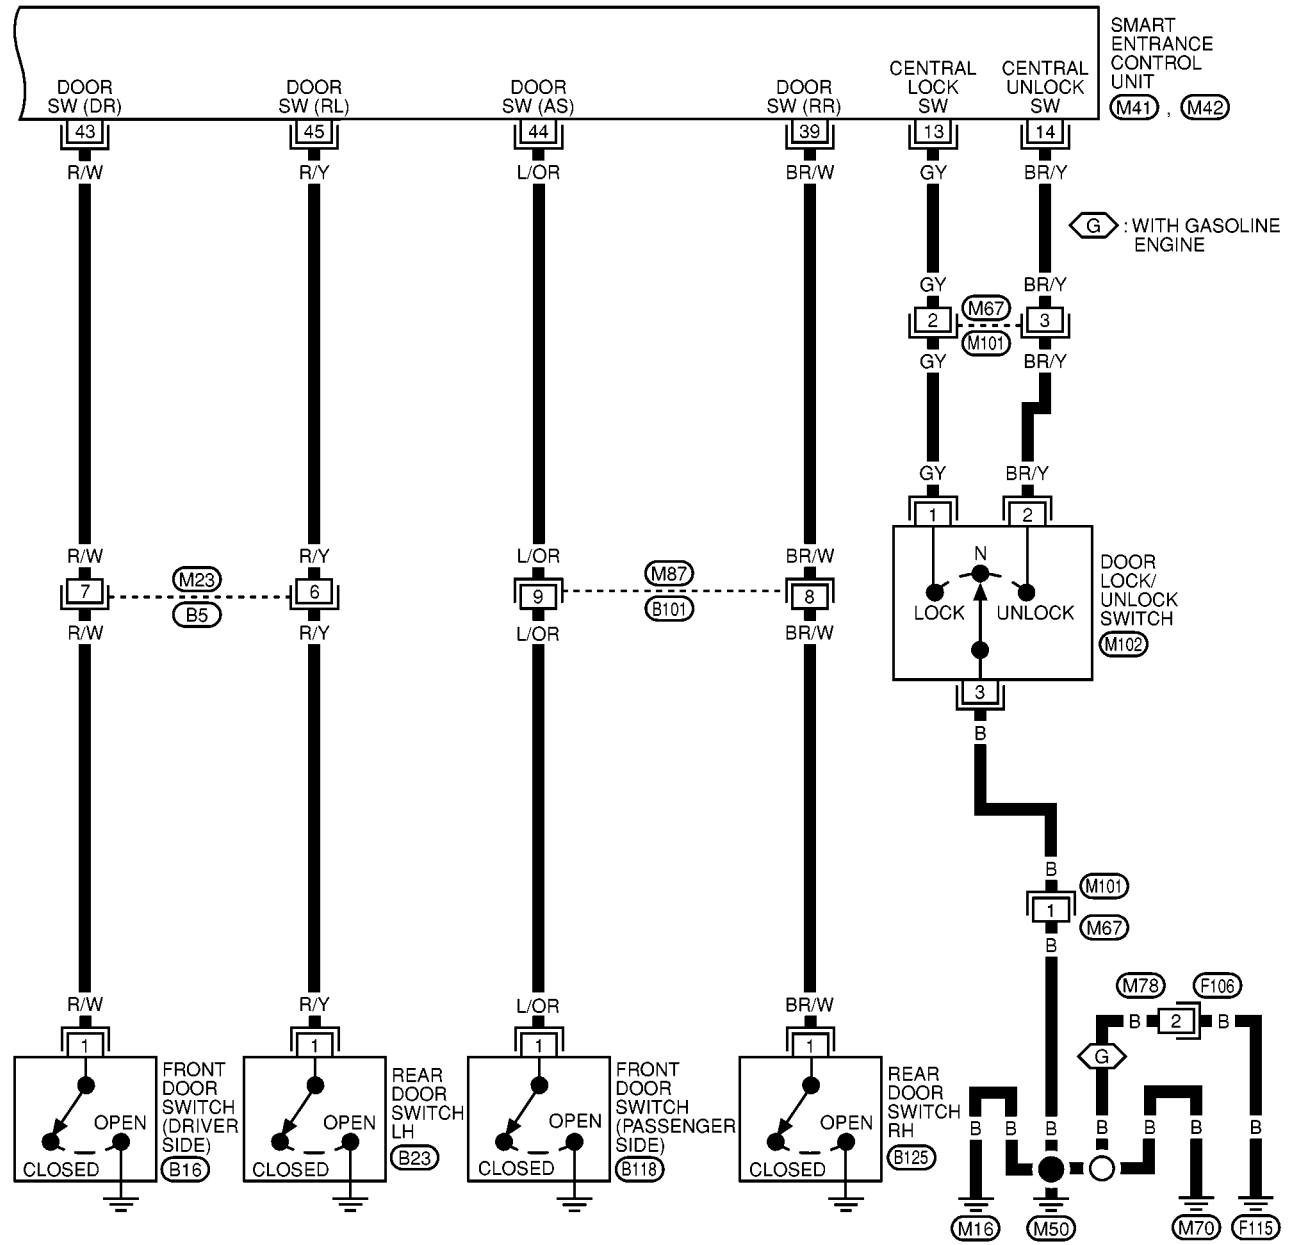 SMART
ENTRANCE
CONTROL
UNIT
M41 , M42
DOOR
SW (DR)
DOOR
SW (RL)
DOOR
SW (AS)
DOOR
SW (RR)
CENTRAL
LOCK
SW
CENTRAL
UNLOCK
SW
43
45
44
39
13
14
R/W
R/Y
L/OR
BR/W
GY
BR/Y
G : WITH GASOLINE
ENGINE
GY
BR/Y
2
M67
M101
3
GY
BR/Y
GY
BR/Y
1
2
N
LOCK
UNLOCK
DOOR
LOCK/
UNLOCK
SWITCH
M102
3
B
R/W
R/Y
L/OR
BR/W
7
M23
B5
6
9
M87
B101
8
R/W
R/Y
L/OR
BR/W
B
M101
1
M67
B
R/W
R/Y
L/OR
BR/W
1
1
1
1
OPEN
CLOSED
FRONT
DOOR
SWITCH
(DRIVER
SIDE)
B16
OPEN
CLOSED
REAR
DOOR
SWITCH
LH
B23
OPEN
CLOSED
FRONT
DOOR
SWITCH
(PASSENGER
SIDE)
B118
OPEN
CLOSED
REAR
DOOR
SWITCH
RH
B125
M78
F106
B
2
B
G
B
B
B
B
B
B
B
M16
M50
M70
F115